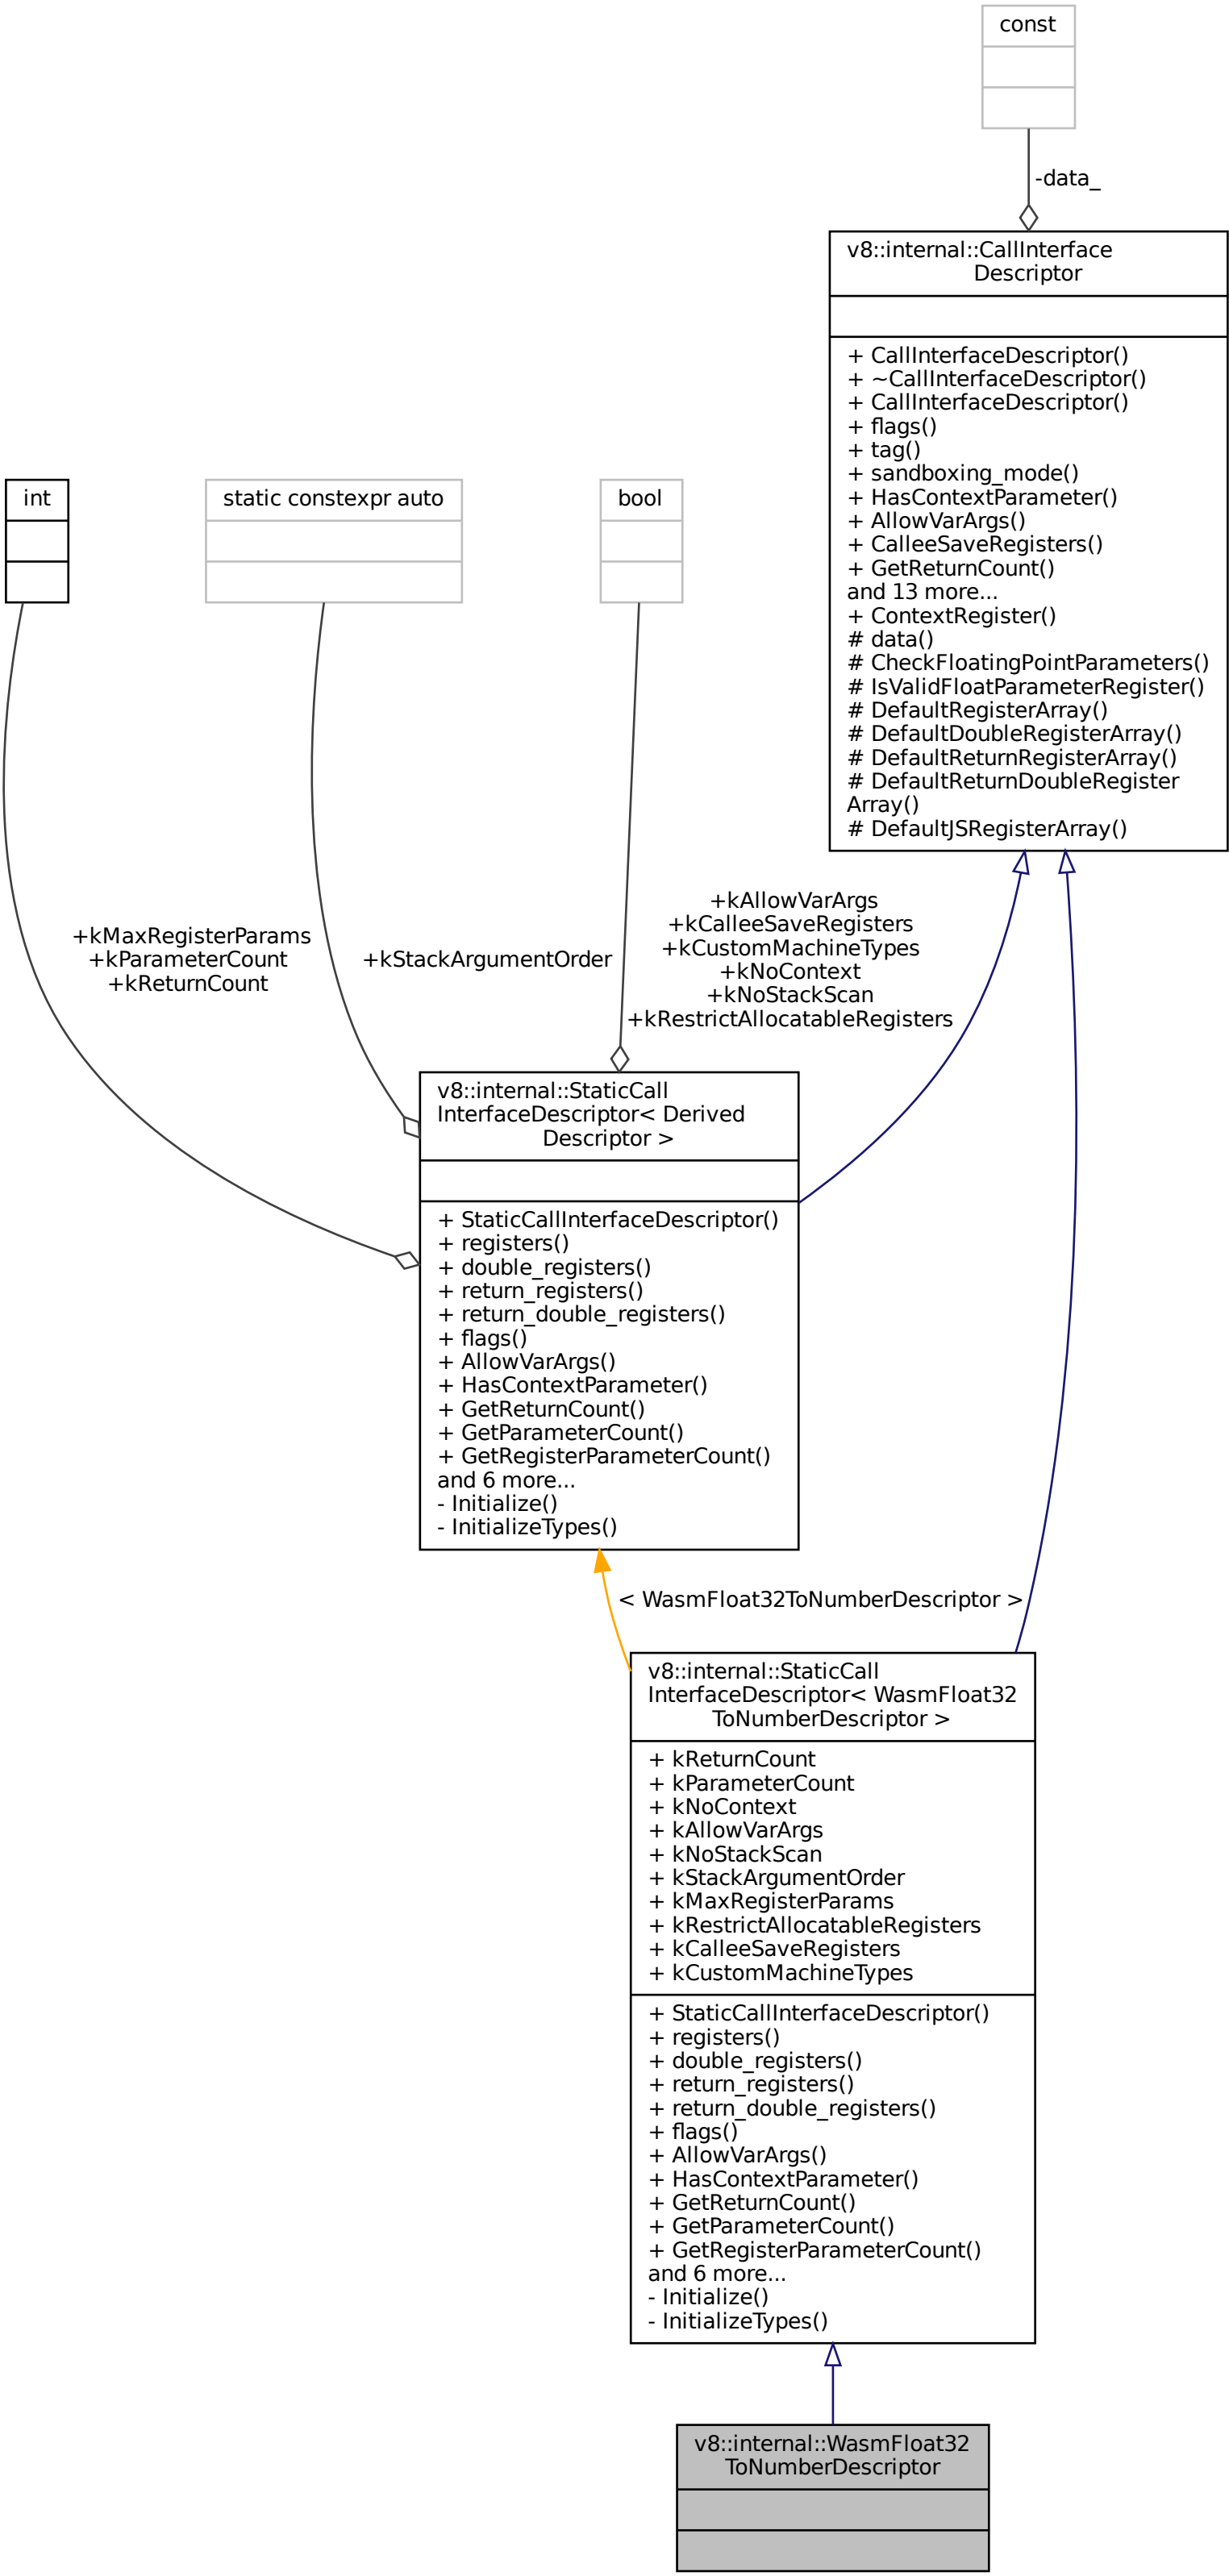 const
-data_
v8::internal::CallInterface
Descriptor
+ CallInterfaceDescriptor()
+ ~CallInterfaceDescriptor()
+ CallInterfaceDescriptor()
+ flags()
+ tag()
+ sandboxing_mode()
+ HasContextParameter()
+ AllowVarArgs()
+ CalleeSaveRegisters()
+ GetReturnCount()
and 13 more...
+ ContextRegister()
# data()
# CheckFloatingPointParameters()
# IsValidFloatParameterRegister()
# DefaultRegisterArray()
# DefaultDoubleRegisterArray()
# DefaultReturnRegisterArray()
# DefaultReturnDoubleRegister
Array()
# DefaultJSRegisterArray()
int
static constexpr auto
bool
+kMaxRegisterParams
+kParameterCount
+kReturnCount
+kStackArgumentOrder
+kAllowVarArgs
+kCalleeSaveRegisters
+kCustomMachineTypes
+kNoContext
+kNoStackScan
+kRestrictAllocatableRegisters
v8::internal::StaticCall
InterfaceDescriptor< Derived
Descriptor >
+ StaticCallInterfaceDescriptor()
+ registers()
+ double_registers()
+ return_registers()
+ return_double_registers()
+ flags()
+ AllowVarArgs()
+ HasContextParameter()
+ GetReturnCount()
+ GetParameterCount()
+ GetRegisterParameterCount()
and 6 more...
- Initialize()
- InitializeTypes()
< WasmFloat32ToNumberDescriptor >
v8::internal::StaticCall
InterfaceDescriptor< WasmFloat32
ToNumberDescriptor >
+ kReturnCount
+ kParameterCount
+ kNoContext
+ kAllowVarArgs
+ kNoStackScan
+ kStackArgumentOrder
+ kMaxRegisterParams
+ kRestrictAllocatableRegisters
+ kCalleeSaveRegisters
+ kCustomMachineTypes
+ StaticCallInterfaceDescriptor()
+ registers()
+ double_registers()
+ return_registers()
+ return_double_registers()
+ flags()
+ AllowVarArgs()
+ HasContextParameter()
+ GetReturnCount()
+ GetParameterCount()
+ GetRegisterParameterCount()
and 6 more...
- Initialize()
- InitializeTypes()
v8::internal::WasmFloat32
ToNumberDescriptor